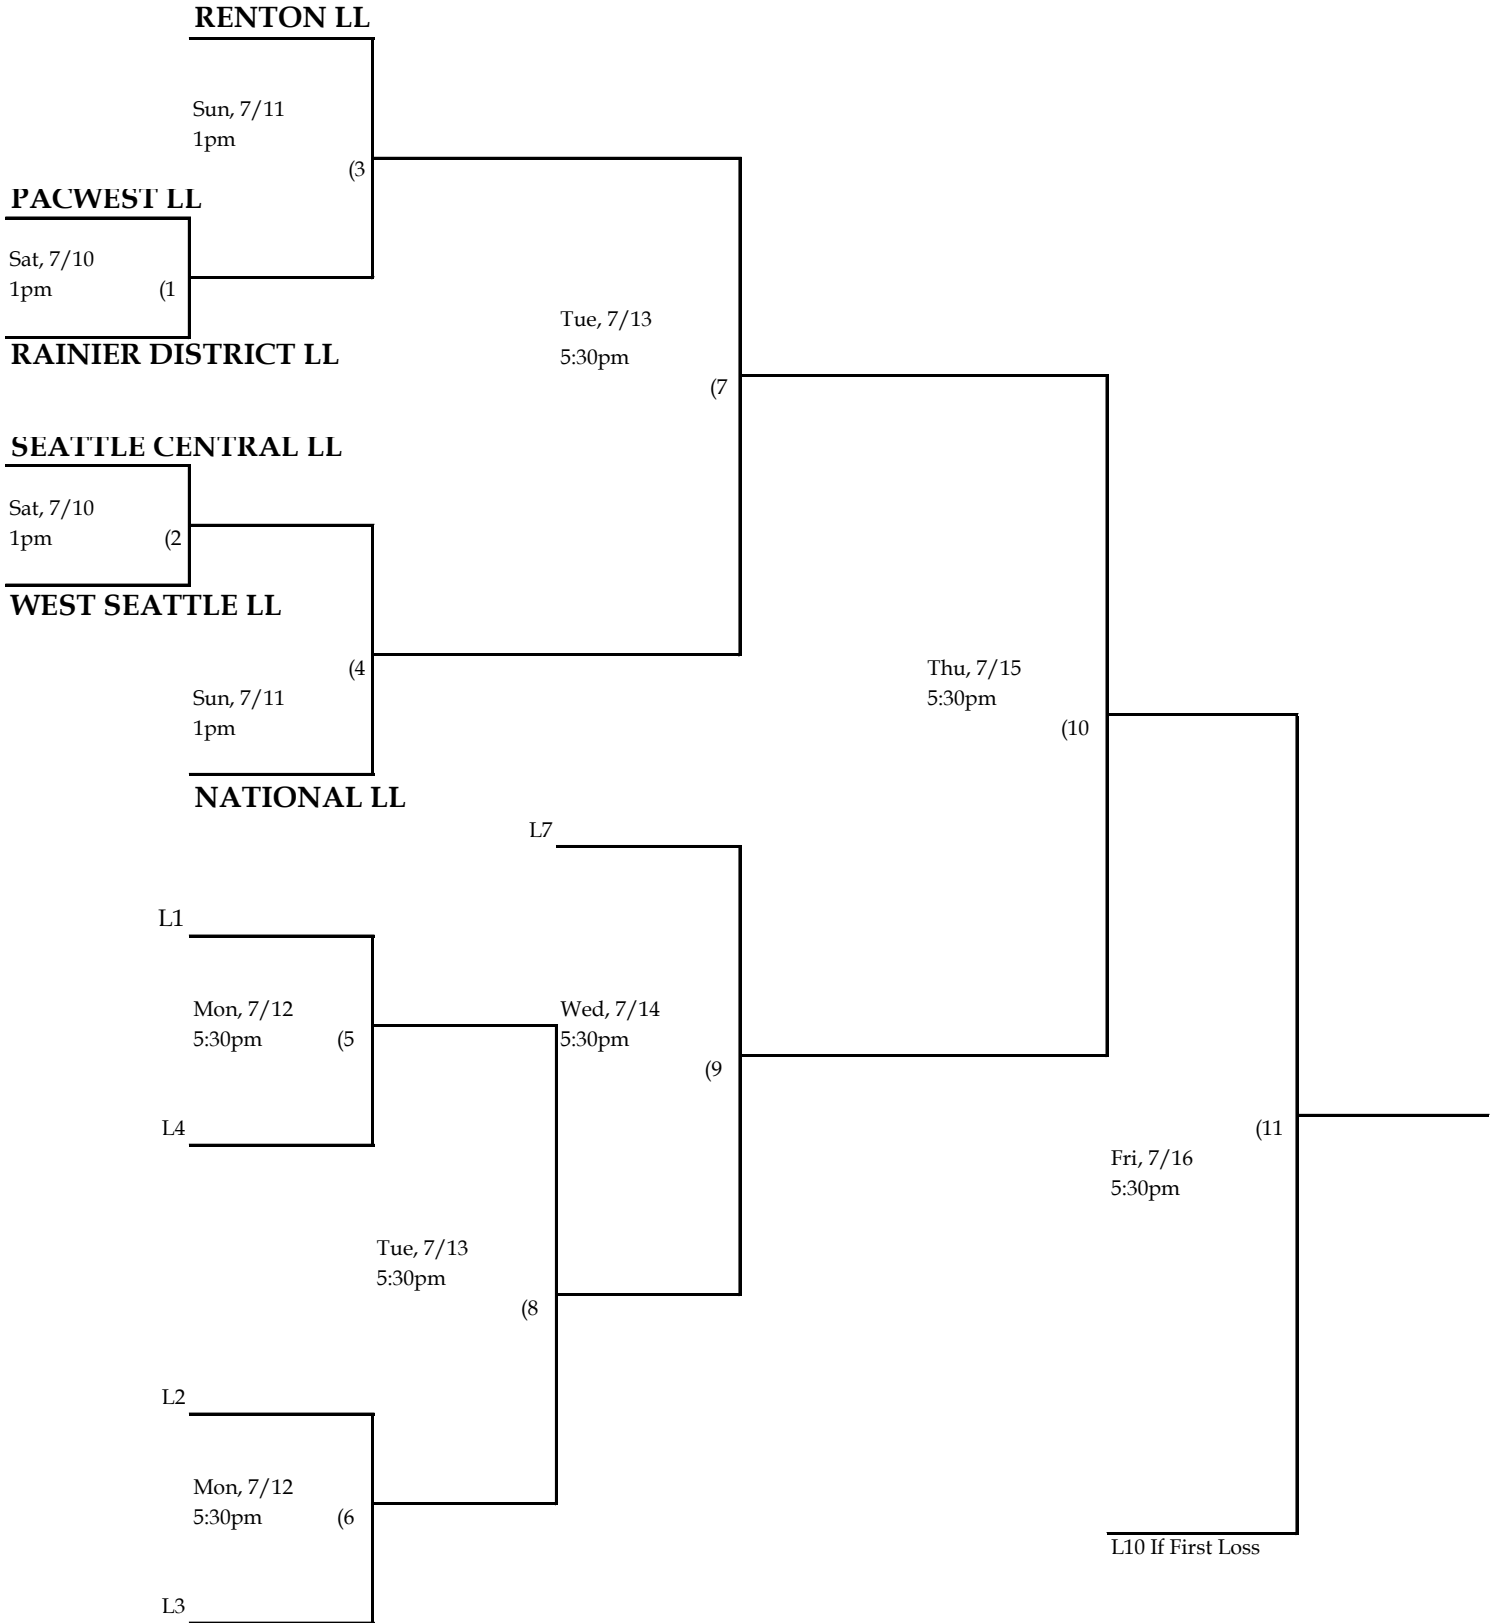 RENTON LL
Sun, 7/11
1pm
(3
PACWEST LL
Sat, 7/10
1pm (1
RAINIER DISTRICT LL
Tue, 7/13
5:30pm
(7
SEATTLE CENTRAL LL
Sat, 7/10
1pm (2
WEST SEATTLE LL
(4
Sun, 7/11
1pm
NATIONAL LL
Thu, 7/15
5:30pm
(10
L7
L1
Mon, 7/12
5:30pm (5
L4
Wed, 7/14
5:30pm
(9
(11
Fri, 7/16
5:30pm
Tue, 7/13
5:30pm
(8
L2
Mon, 7/12
5:30pm (6
L3
L10 If First Loss